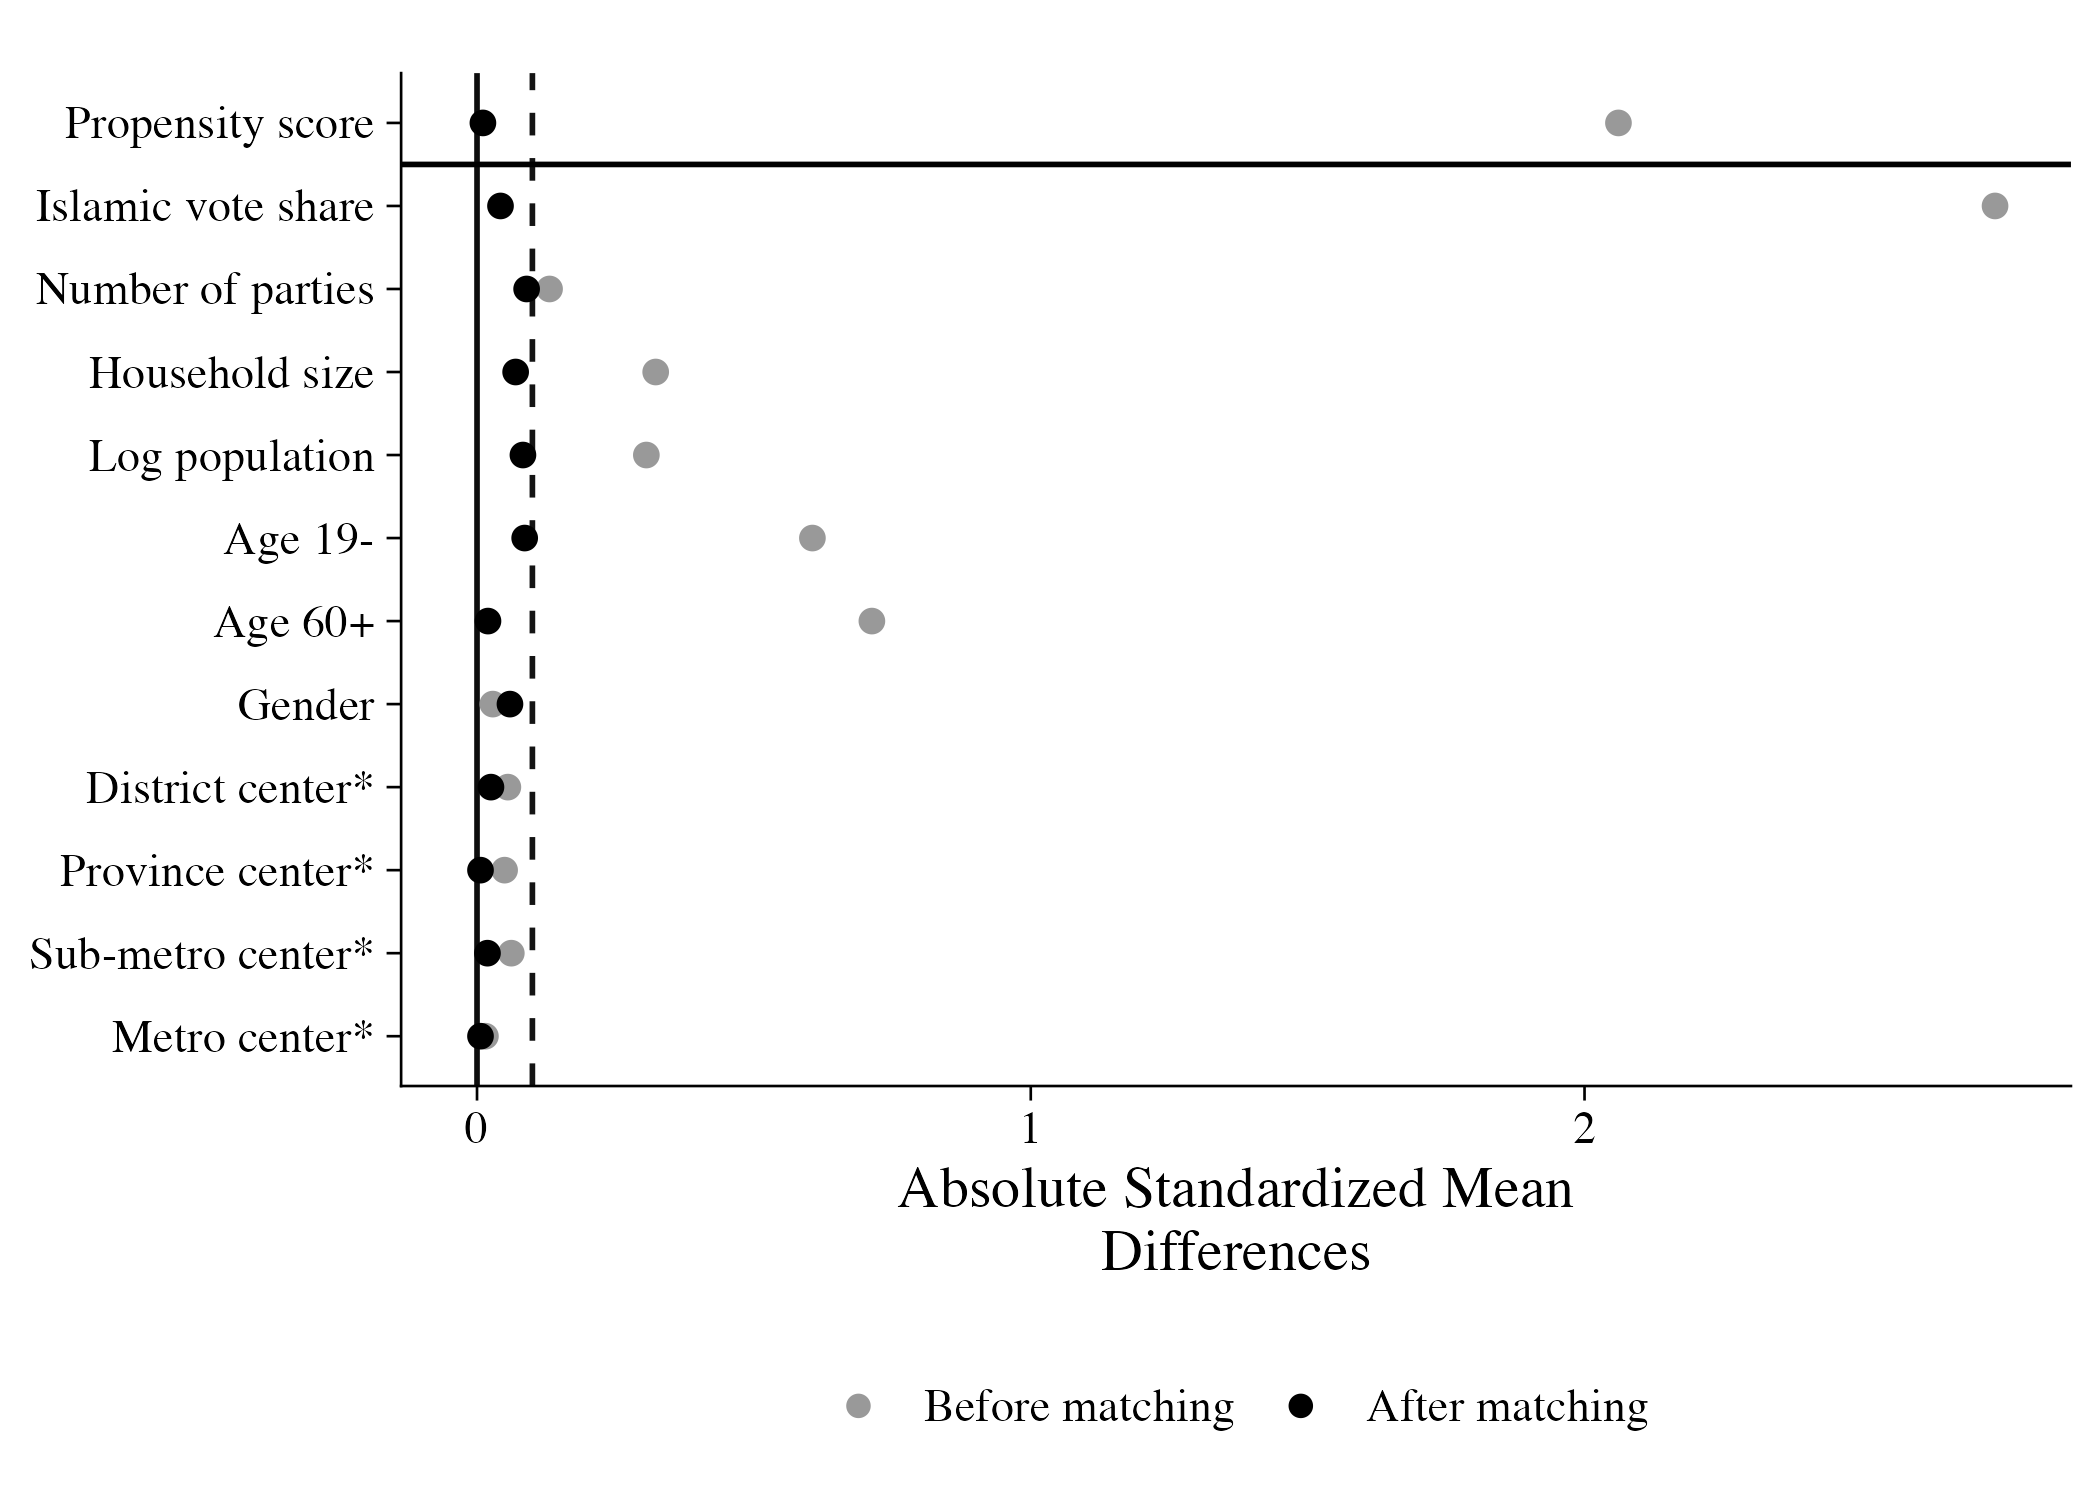 Propensity score
Islamic vote share
Number of parties
Household size
Log population
Age 19-
Age 60+
Gender
District center*
Province center*
Sub-metro center*
Metro center*
0 1 2
Absolute Standardized Mean
Differences
Before matching After matching